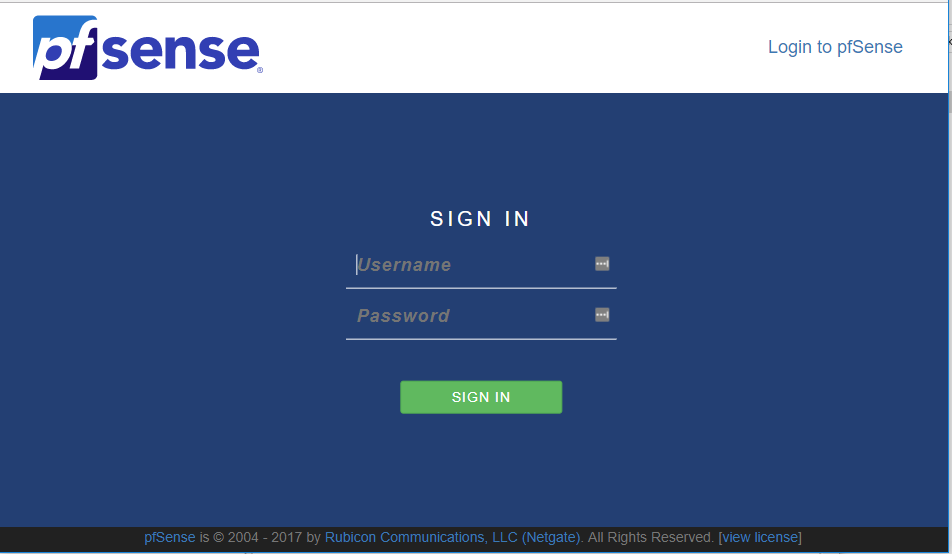 pfsense®
Login to pfSense
SIGN IN
Username
Password
SIGN IN
pfSense is © 2004 - 2017 by Rubicon Communications, LLC (Netgate). All Rights Reserved. [view license]